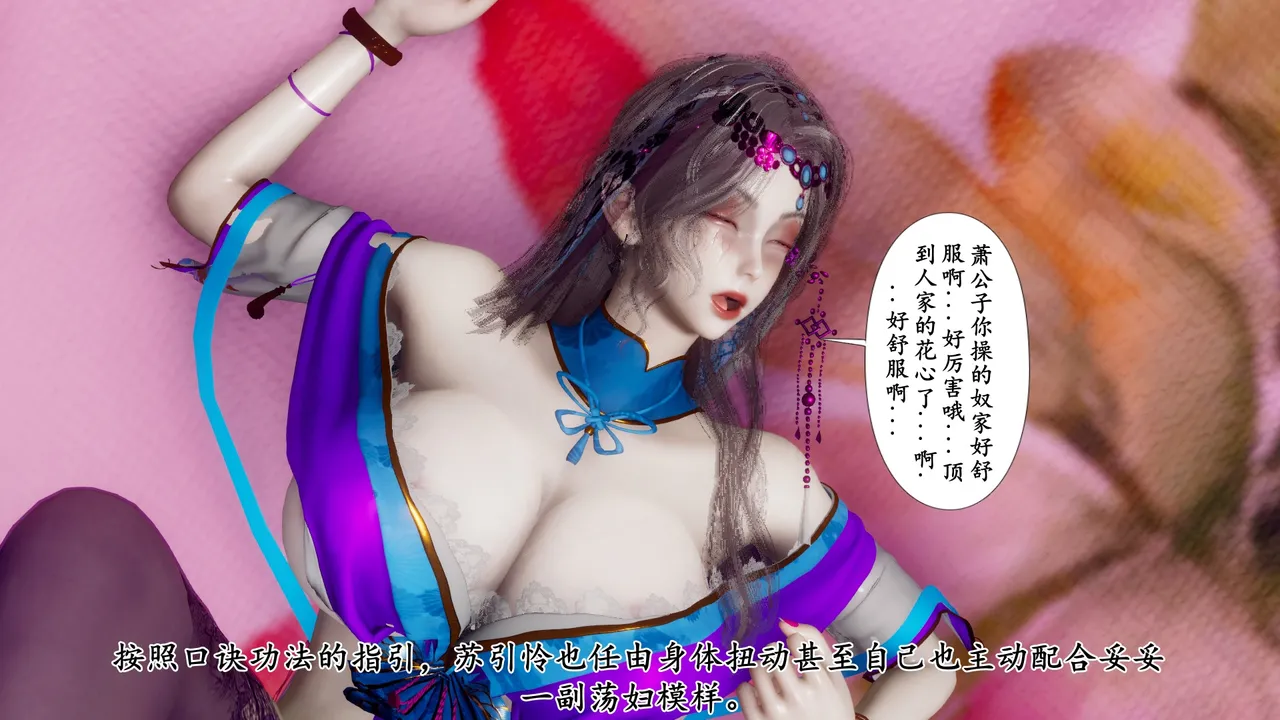 萧公子你操的奴家好舒
服啊...好厉害哦....顶
到人家的花心了....啊.
..好舒服啊....
按照口诀功法的指引，苏引怜也任由身体扭动甚至自己也主动配合妥妥
一副荡妇模样。